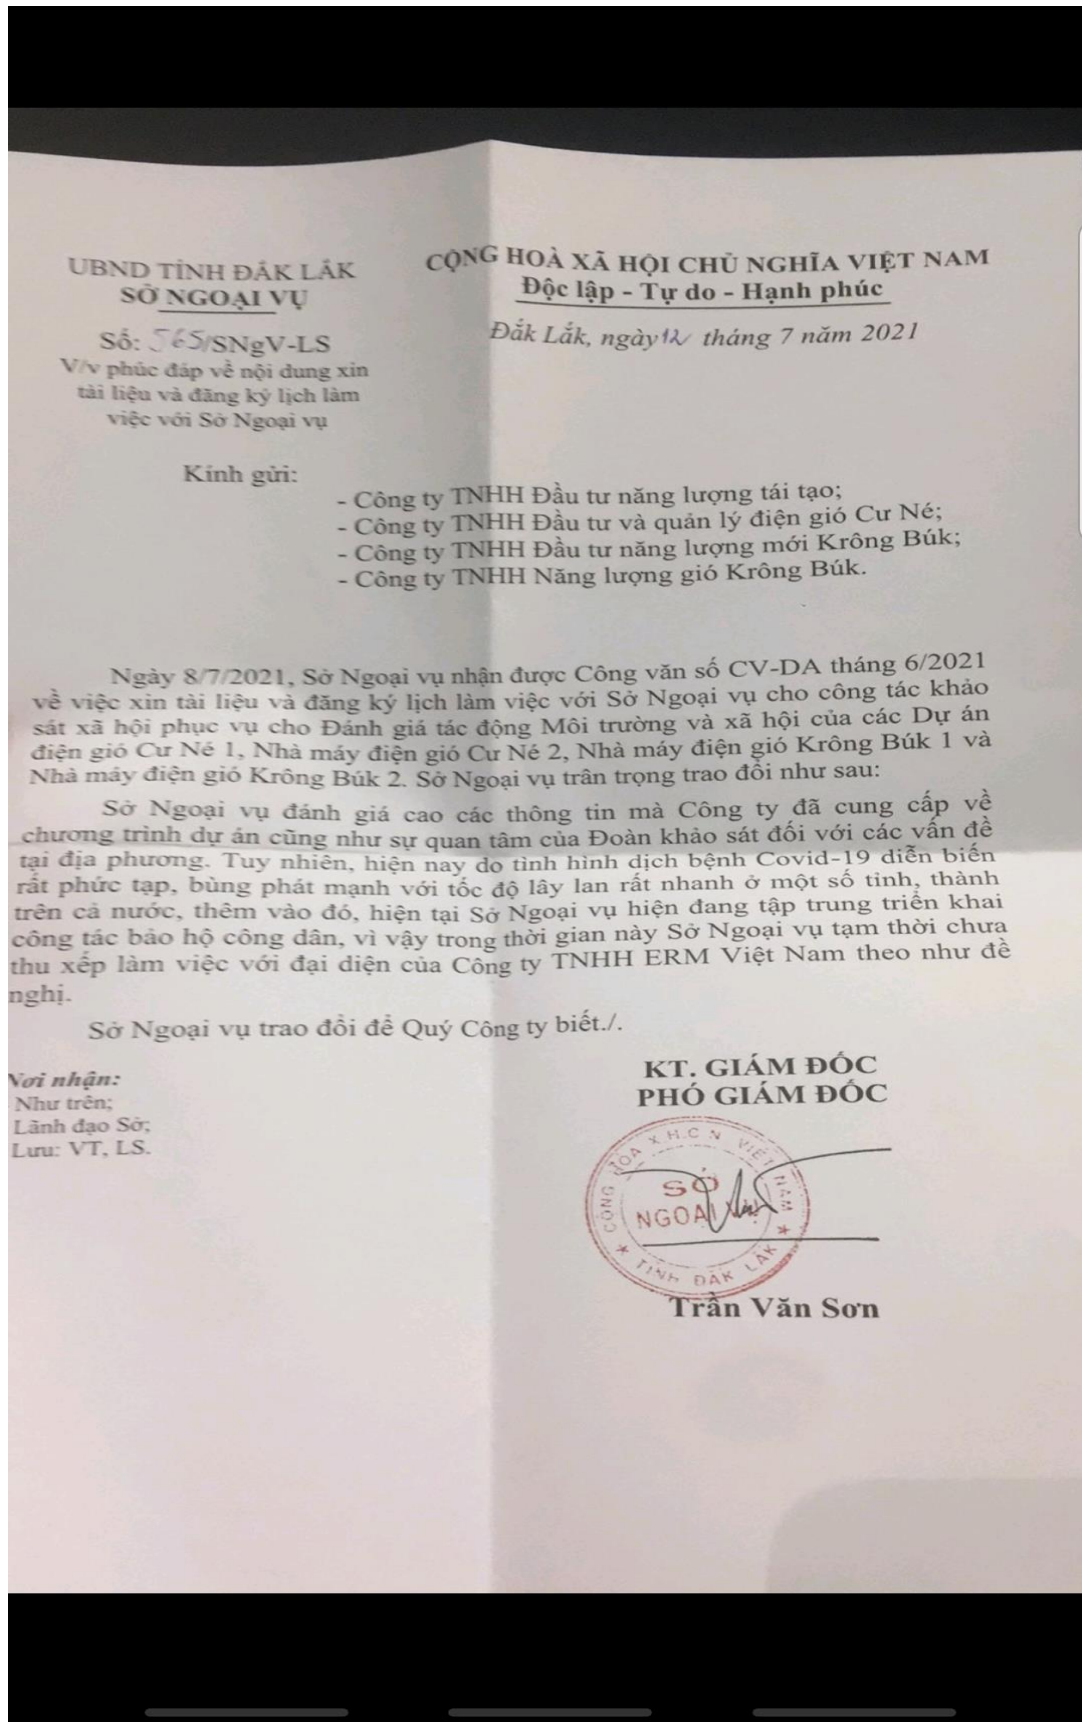 UBND TỈNH ĐẮK LẮK
SỞ NGOẠI VỤ
CỘNG HOÀ XÃ HỘI CHỦ NGHĨA VIỆT NAM
Độc lập - Tự do - Hạnh phúc
Số: 565/SNgV-LS
V/v phúc đáp về nội dung xin
tài liệu và đăng ký lịch làm
việc với Sở Ngoại vụ
Đắk Lắk, ngày 12 tháng 7 năm 2021
Kính gửi:
- Công ty TNHH Đầu tư năng lượng tái tạo;
- Công ty TNHH Đầu tư và quản lý điện gió Cư Né;
- Công ty TNHH Đầu tư năng lượng mới Krông Búk;
- Công ty TNHH Năng lượng gió Krông Búk.
Ngày 8/7/2021, Sở Ngoại vụ nhận được Công văn số CV-DA tháng 6/2021
về việc xin tài liệu và đăng ký lịch làm việc với Sở Ngoại vụ cho công tác khảo
sát xã hội phục vụ cho Đánh giá tác động Môi trường và xã hội của các Dự án
điện gió Cư Né 1, Nhà máy điện gió Cư Né 2, Nhà máy điện gió Krông Búk 1 và
Nhà máy điện gió Krông Búk 2. Sở Ngoại vụ trân trọng trao đổi như sau:
Sở Ngoại vụ đánh giá cao các thông tin mà Công ty đã cung cấp về
chương trình dự án cũng như sự quan tâm của Đoàn khảo sát đối với các vấn đề
tại địa phương. Tuy nhiên, hiện nay do tình hình dịch bệnh Covid-19 diễn biến
rất phức tạp, bùng phát mạnh với tốc độ lây lan rất nhanh ở một số tỉnh, thành
trên cả nước, thêm vào đó, hiện tại Sở Ngoại vụ hiện đang tập trung triển khai
công tác bảo hộ công dân, vì vậy trong thời gian này Sở Ngoại vụ tạm thời chưa
thu xếp làm việc với đại diện của Công ty TNHH ERM Việt Nam theo như đề
nghị.
Sở Ngoại vụ trao đổi để Quý Công ty biết./.
Nơi nhận:
Như trên;
Lãnh đạo Sở;
Lưu: VT, LS.
KT. GIÁM ĐỐC
PHÓ GIÁM ĐỐC
CỘNG HÒA X.H.C.N VIỆT NAM
SỞ
NGOẠI VỤ
TỈNH ĐẮK LẮK
Trần Văn Sơn